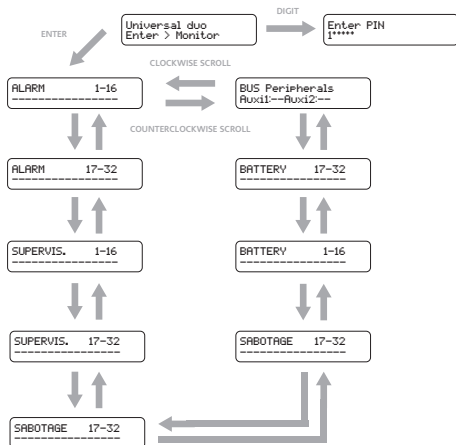 DIGIT
ENTER
Universal duo
Enter > Monitor
Enter PIN
1*****
CLOCKWISE SCROLL
ALARM 1-16
----------------
BUS Peripherals
Auxi1:--Auxi2:--
COUNTERCLOCKWISE SCROLL
ALARM 17-32
----------------
BATTERY 17-32
----------------
SUPERVIS. 1-16
----------------
BATTERY 1-16
----------------
SUPERVIS. 17-32
----------------
SABOTAGE 17-32
----------------
SABOTAGE 17-32
----------------